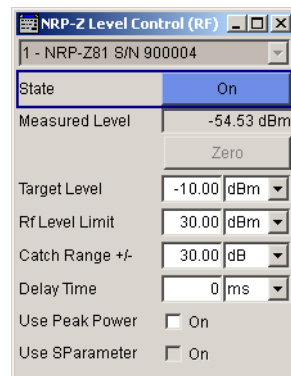 NRP-Z Level Control (RF)
1 - NRP-Z81 S/N 900004
State On
Measured Level -54.53 dBm
Zero
Target Level -10.00 dBm
Rf Level Limit 30.00 dBm
Catch Range +/- 30.00 dB
Delay Time 0 ms
Use Peak Power On
Use SParameter On